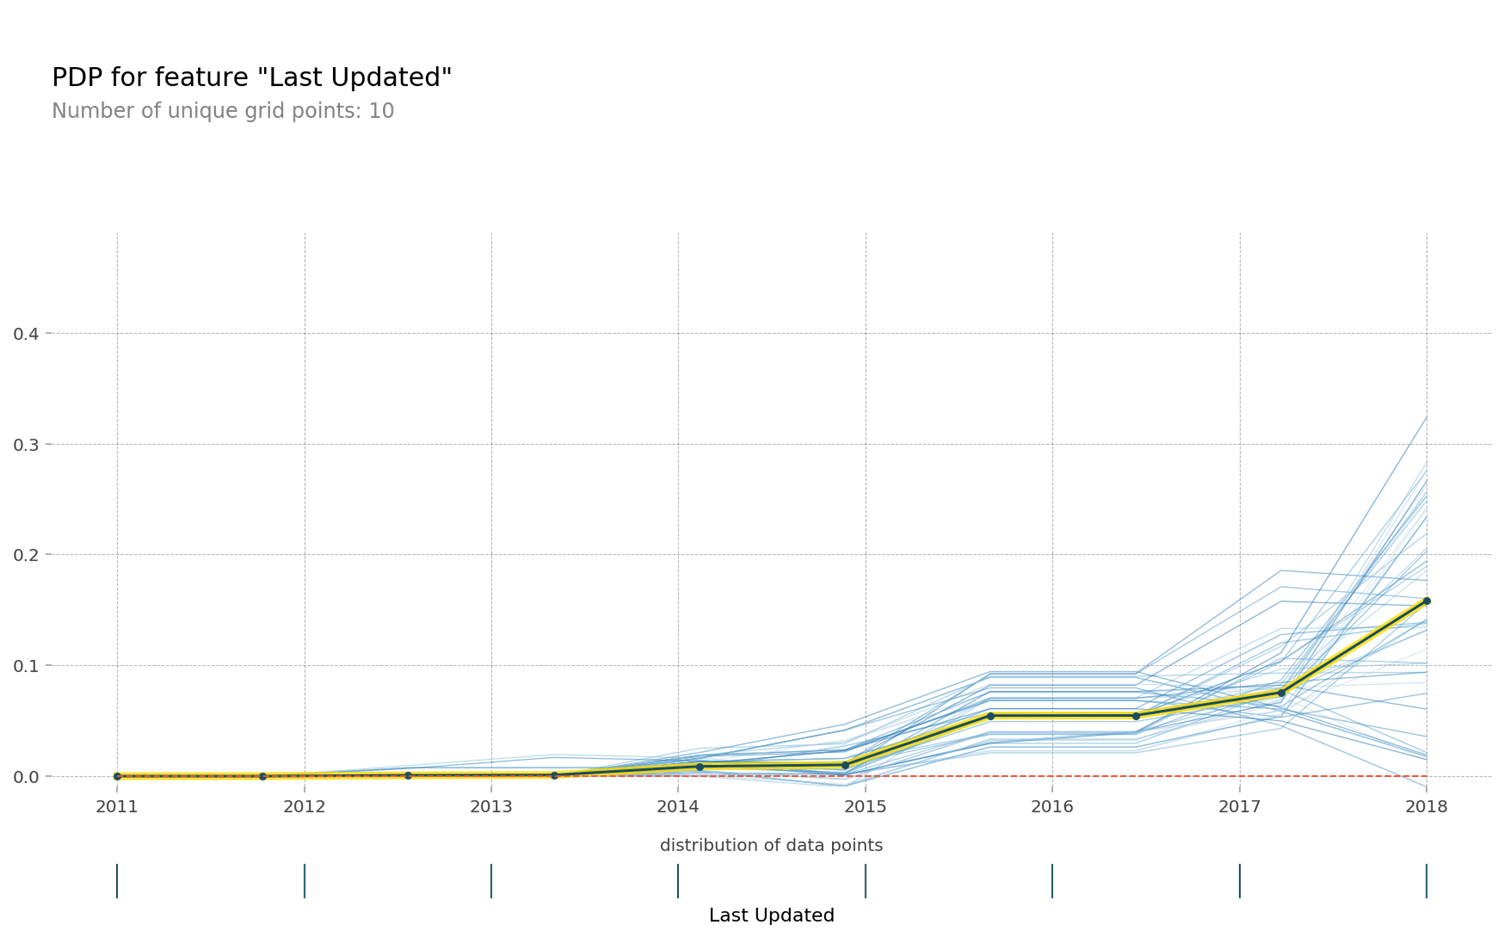 PDP for feature "Last Updated"
Number of unique grid points: 10
0.4
0.3
0.2
0.1
0.0
2011 2012 2013 2014 2015 2016 2017 2018
distribution of data points
Last Updated